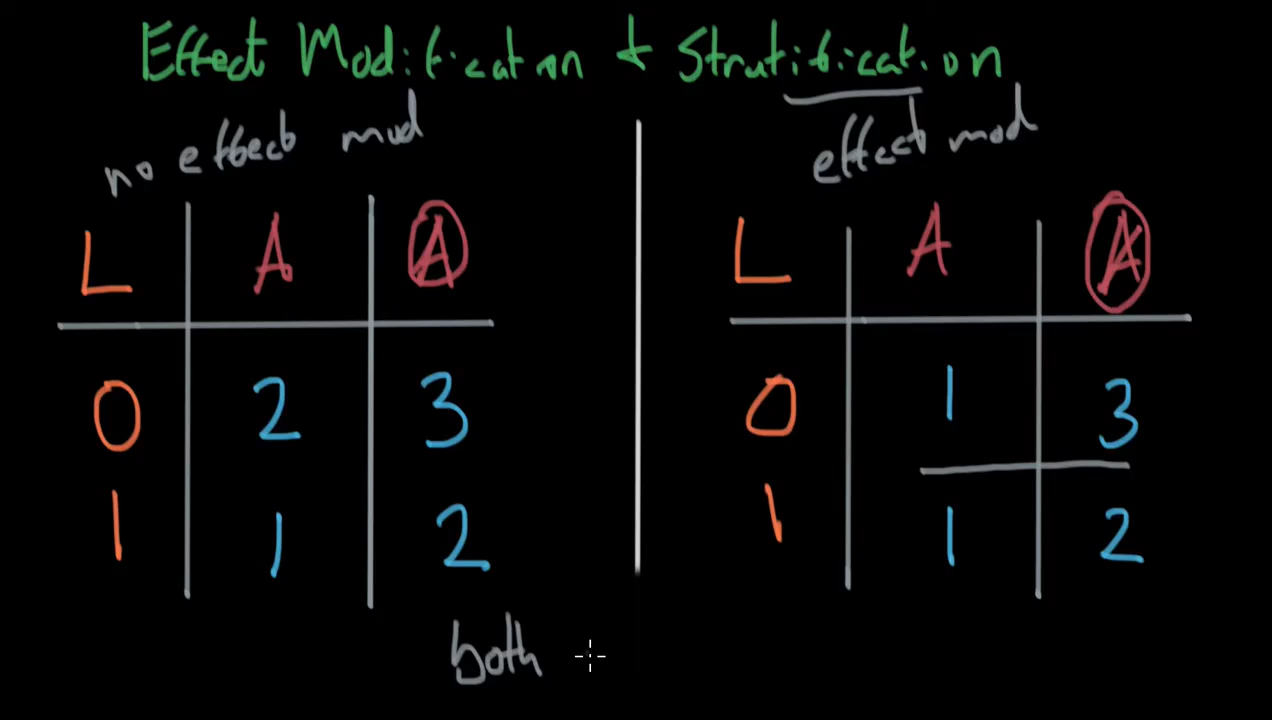 Effect Modification + Stratification
no effect mod
effect mod
L A A
0 2 3
1 1 2
L A A
0 1 3
1 1 2
both